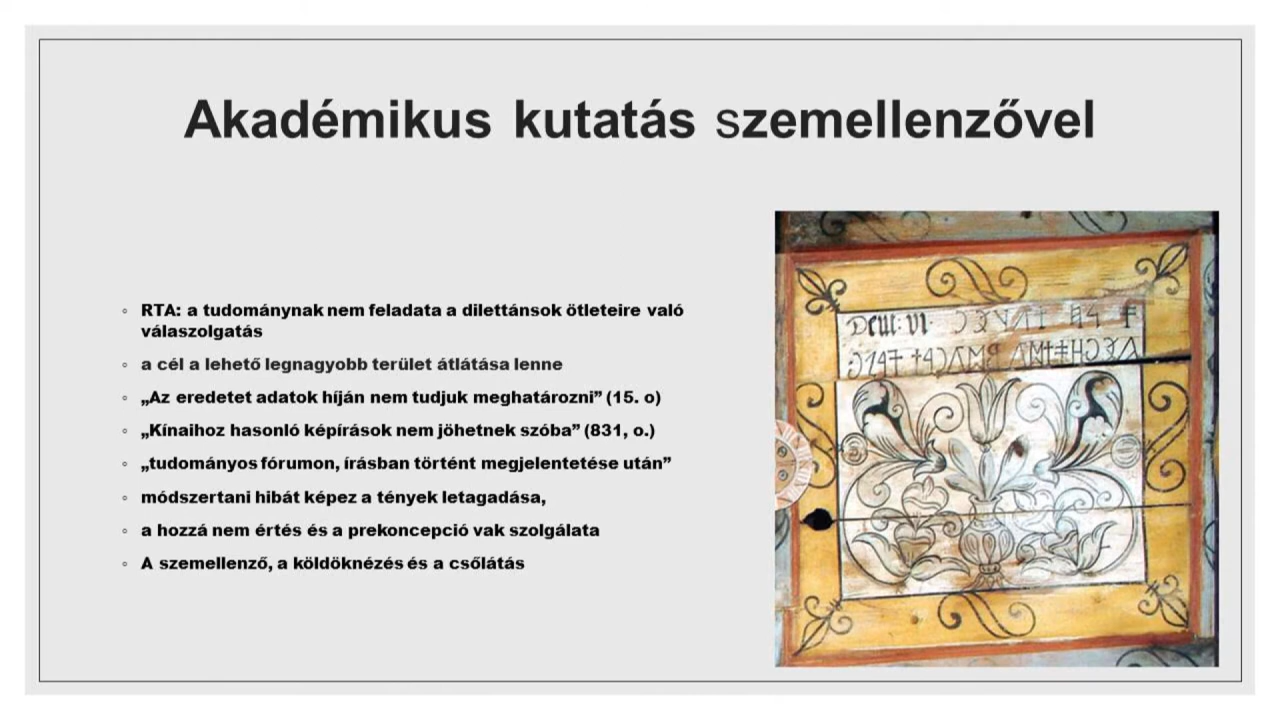 Akadémikus kutatás szemellenzővel
◦ RTA: a tudománynak nem feladata a dilettánsok ötleteire való
válaszolgatás
◦ a cél a lehető legnagyobb terület átlátása lenne
◦ „Az eredetet adatok híján nem tudjuk meghatározni” (15. o)
◦ „Kínaihoz hasonló képírások nem jöhetnek szóba” (831, o.)
◦ „tudományos fórumon, írásban történt megjelentetése után”
◦ módszertani hibát képez a tények letagadása,
◦ a hozzá nem értés és a prekoncepció vak szolgálata
◦ A szemellenző, a köldöknézés és a csőlátás
Deut: VI.